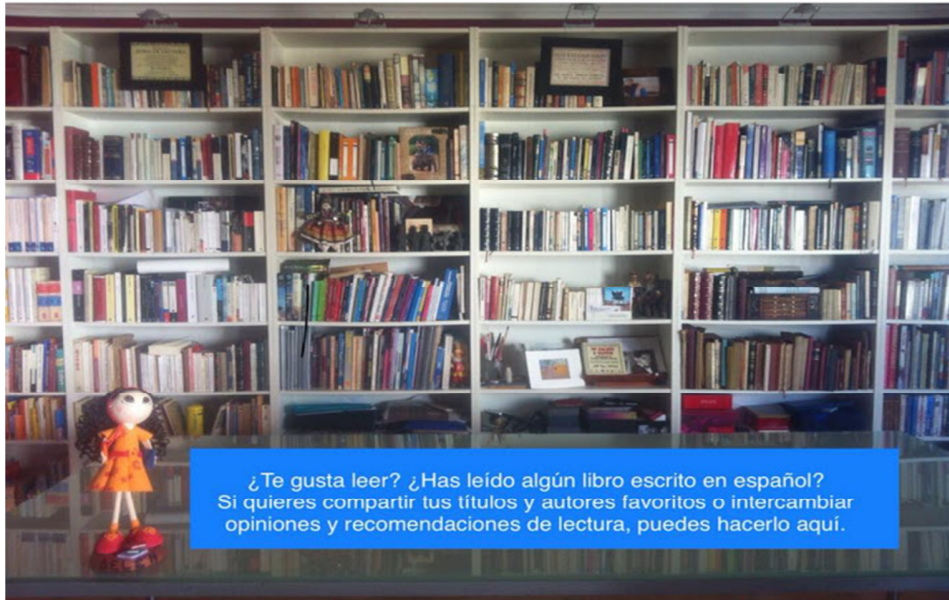 ¿Te gusta leer? ¿Has leído algún libro escrito en español?
Si quieres compartir tus títulos y autores favoritos o intercambiar
opiniones y recomendaciones de lectura, puedes hacerlo aquí.